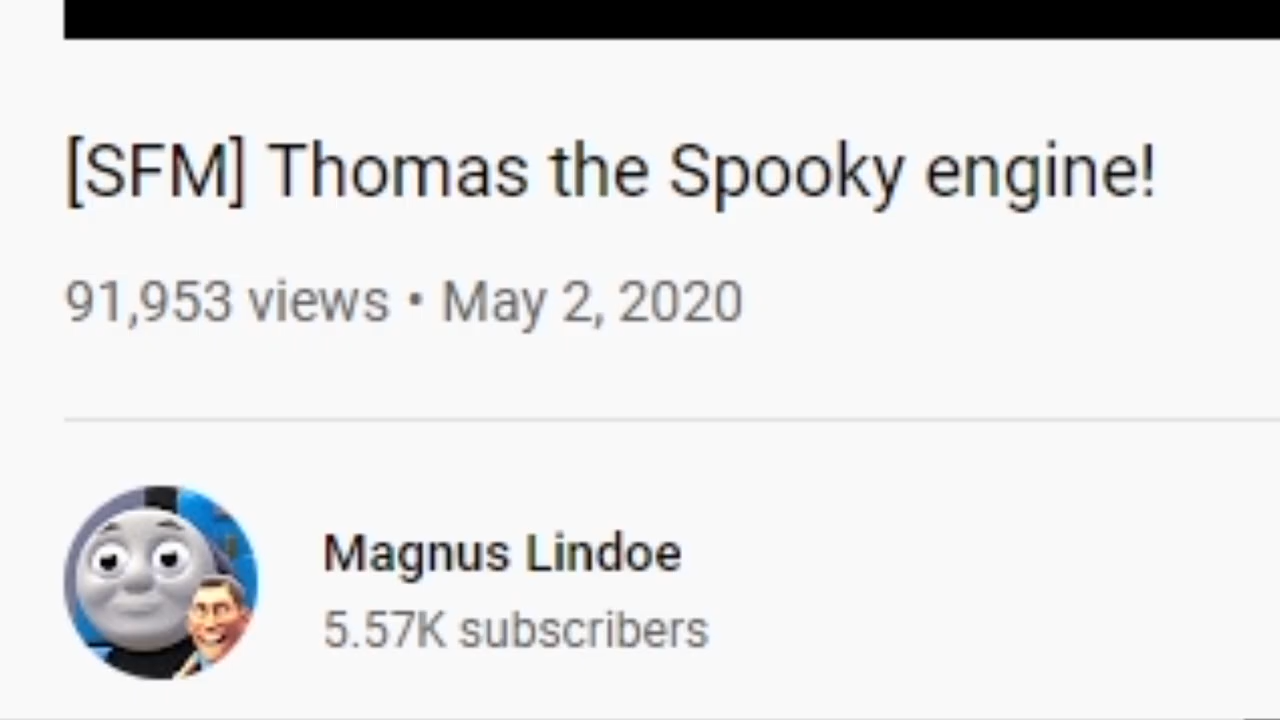 [SFM] Thomas the Spooky engine!
91,953 views • May 2, 2020
Magnus Lindoe
5.57K subscribers